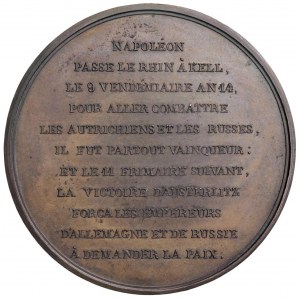 NAPOLÉON
PASSE LE RHIN À KELL,
LE 9 VENDEMIAIRE AN 14,
POUR ALLER COMBATTRE
LES AUTRICHIENS ET LES RUSSES,
IL FUT PARTOUT VAINQUEUR:
ET LE 11 FRIMAIRE SUIVANT,
LA VICTOIRE D'AUSTERLITZ
FORÇA LES EMPEREURS
D'ALLEMAGNE ET DE RUSSIE
À DEMANDER LA PAIX.